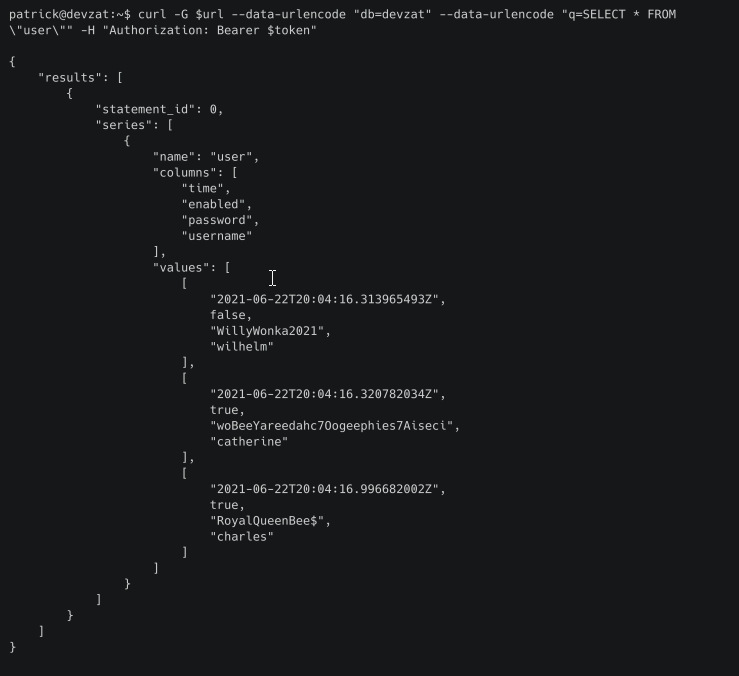 patrick@devzat:~$ curl -G $url --data-urlencode "db=devzat" --data-urlencode "q=SELECT * FROM
\"user\"" -H "Authorization: Bearer $token"
{
"results": [
{
"statement_id": 0,
"series": [
{
"name": "user",
"columns": [
"time",
"enabled",
"password",
"username"
],
"values": [
[
"2021-06-22T20:04:16.313965493Z",
false,
"WillyWonka2021",
"wilhelm"
],
[
"2021-06-22T20:04:16.320782034Z",
true,
"woBeeYareedahc7Oogeephies7Aiseci",
"catherine"
],
[
"2021-06-22T20:04:16.996682002Z",
true,
"RoyalQueenBee$",
"charles"
]
]
}
]
}
]
}